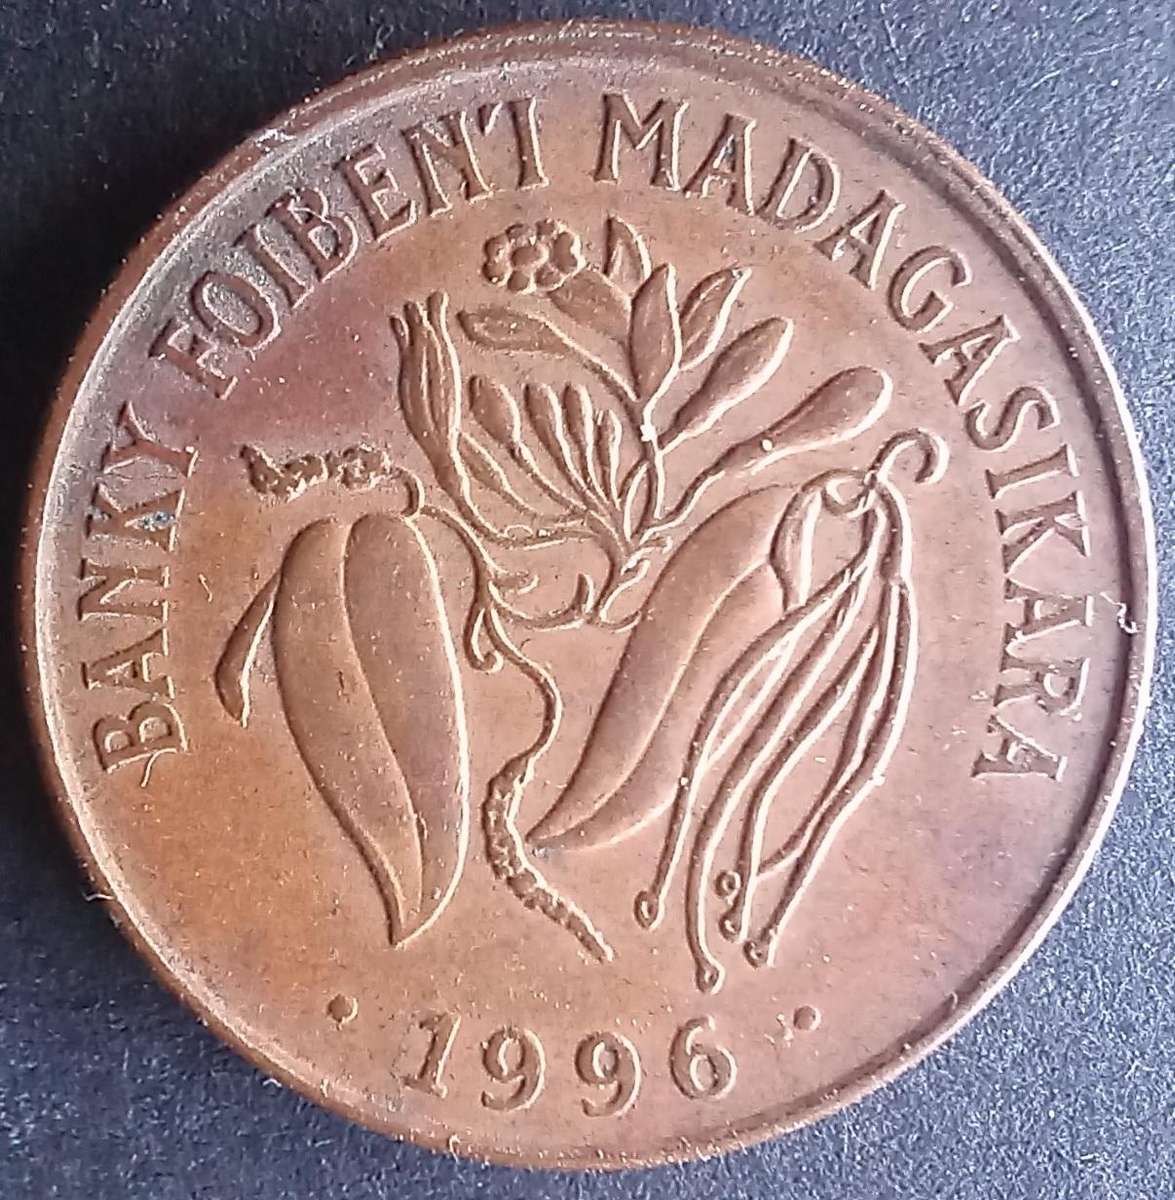 BANKY FOIBEN'I MADAGASIKARA
· 1996 ·